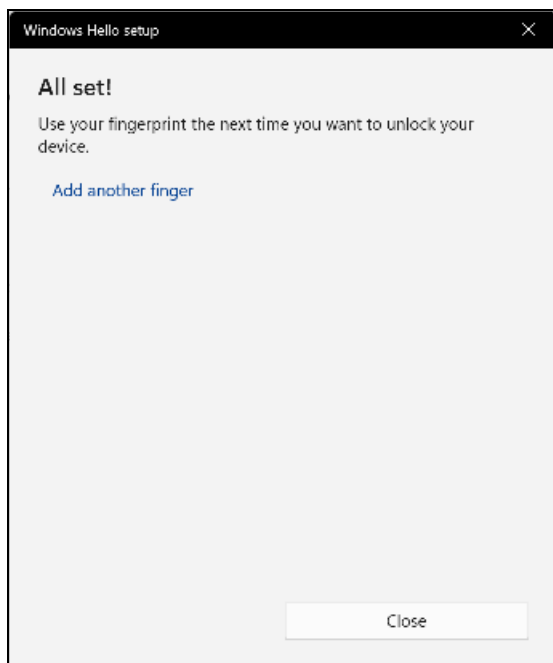 Windows Hello setup
All set!
Use your fingerprint the next time you want to unlock your
device.
Add another finger
Close